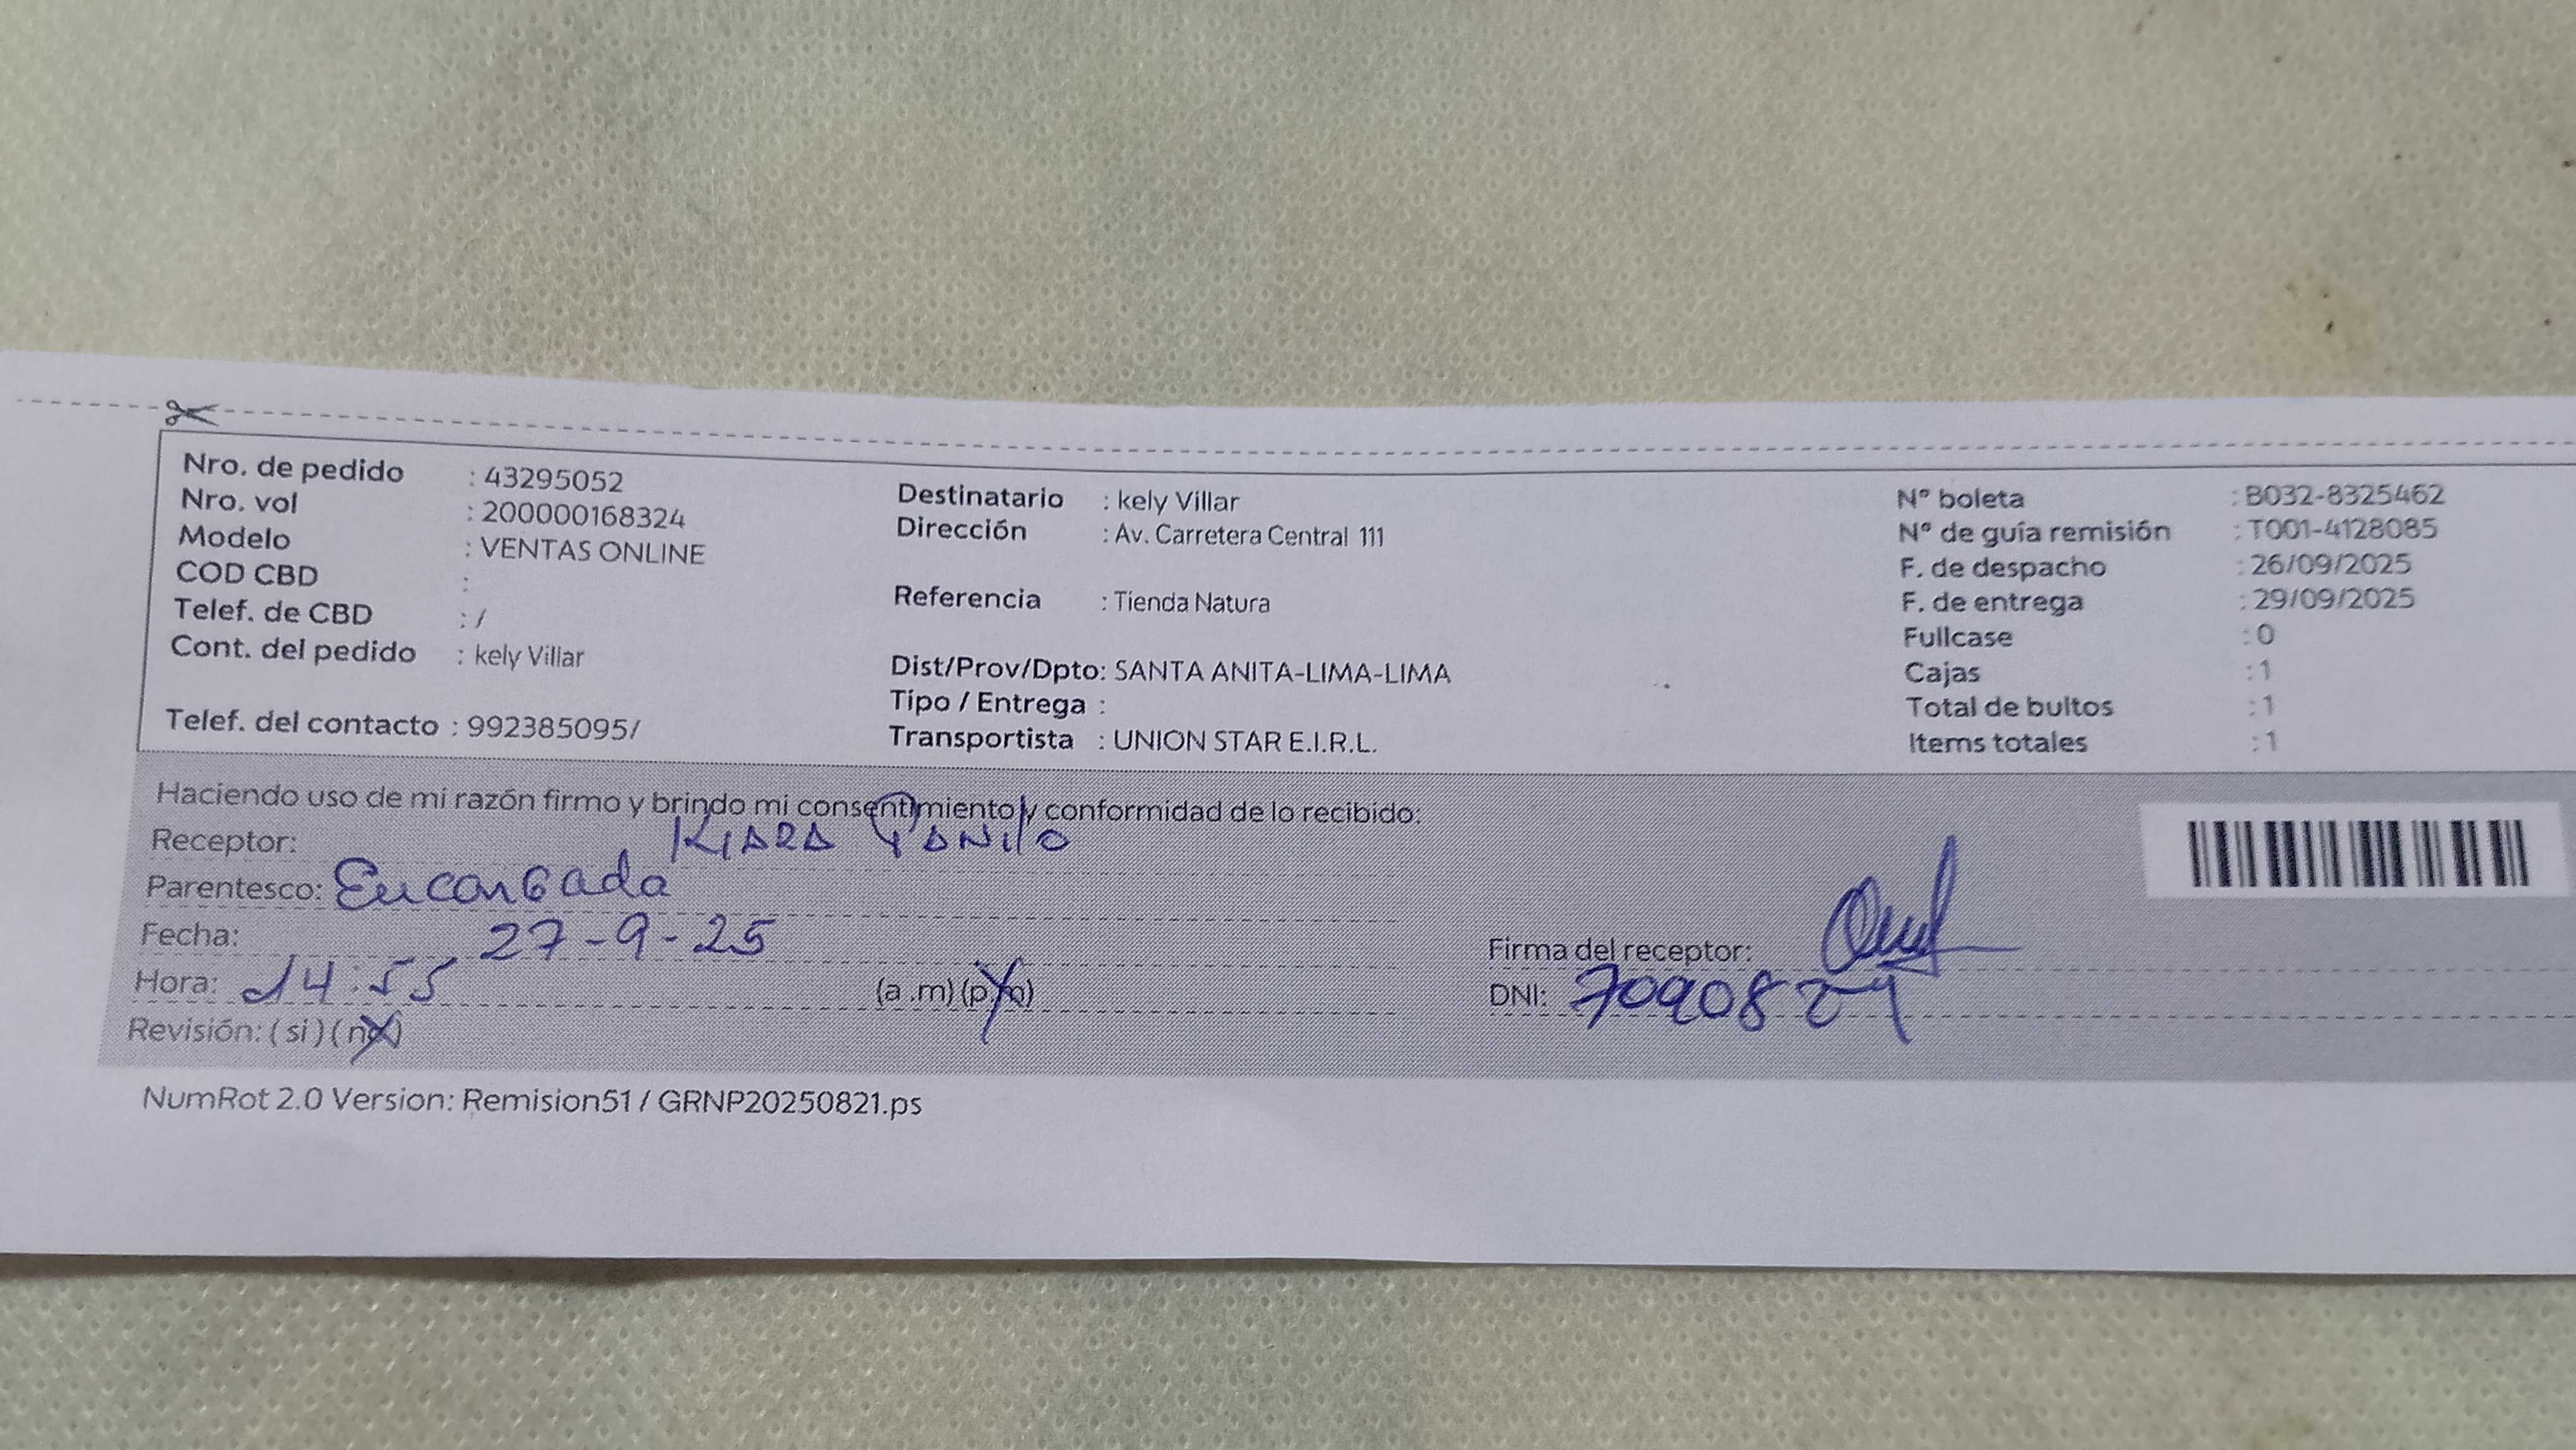 Nro. de pedido : 43295052
Nro. vol : 200000168324
Modelo : VENTAS ONLINE
COD CBD :
Telef. de CBD : /
Cont. del pedido : kely Villar
Telef. del contacto : 992385095/
Destinatario : kely Villar
Dirección : Av. Carretera Central 111
Referencia : Tienda Natura
Dist/Prov/Dpto: SANTA ANITA-LIMA-LIMA
Tipo / Entrega :
Transportista : UNION STAR E.I.R.L.
N° boleta : B032-8325462
N° de guía remisión : T001-4128085
F. de despacho : 26/09/2025
F. de entrega : 29/09/2025
Fullcase : 0
Cajas : 1
Total de bultos : 1
Items totales : 1
Haciendo uso de mi razón firmo y brindo mi consentimiento y conformidad de lo recibido:
Receptor: KIARA
Parentesco: Encargada
Fecha: 27-9-25
Hora: 14:55 (a .m) (p.m)
Revisión: ( si ) ( no )
Firma del receptor:
DNI:
NumRot 2.0 Version: Remision51 / GRNP20250821.ps